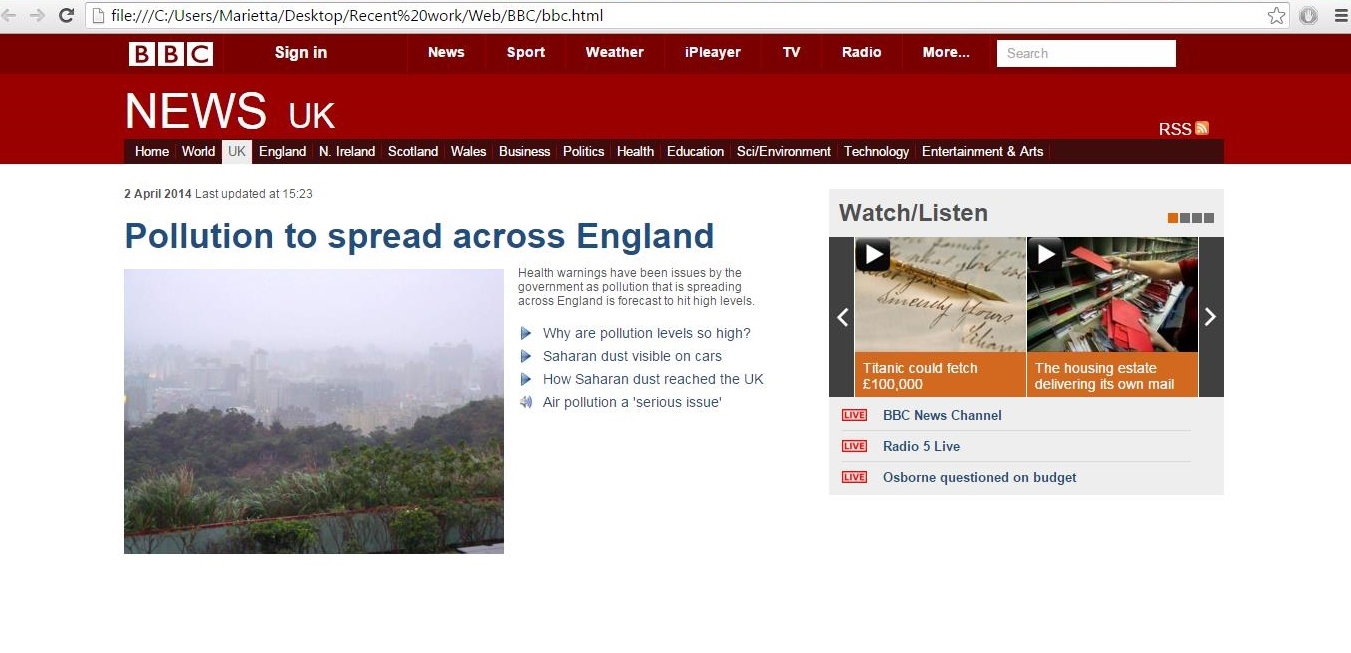 file:///C:/Users/Marietta/Desktop/Recent%20work/Web/BBC/bbc.html
BBC Sign in News Sport Weather iPleayer TV Radio More... Search
NEWS UK
RSS
Home World UK England N. Ireland Scotland Wales Business Politics Health Education Sci/Environment Technology Entertainment & Arts
2 April 2014 Last updated at 15:23
Pollution to spread across England
Health warnings have been issues by the
government as pollution that is spreading
across England is forecast to hit high levels.
Why are pollution levels so high?
Saharan dust visible on cars
How Saharan dust reached the UK
Air pollution a 'serious issue'
Watch/Listen
Sincerely Yours
Titanic could fetch
£100,000
The housing estate
delivering its own mail
LIVE BBC News Channel
LIVE Radio 5 Live
LIVE Osborne questioned on budget